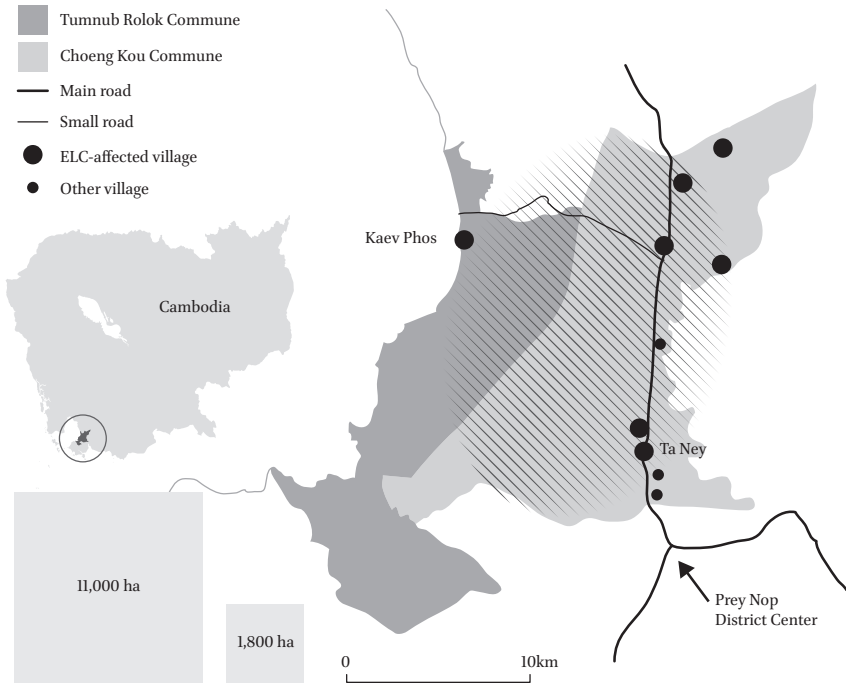 Tumnub Rolok Commune
Choeng Kou Commune
Main road
Small road
ELC-affected village
Other village
Kaev Phos
Cambodia
Ta Ney
11,000 ha
1,800 ha
Prey Nop
District Center
0 10km